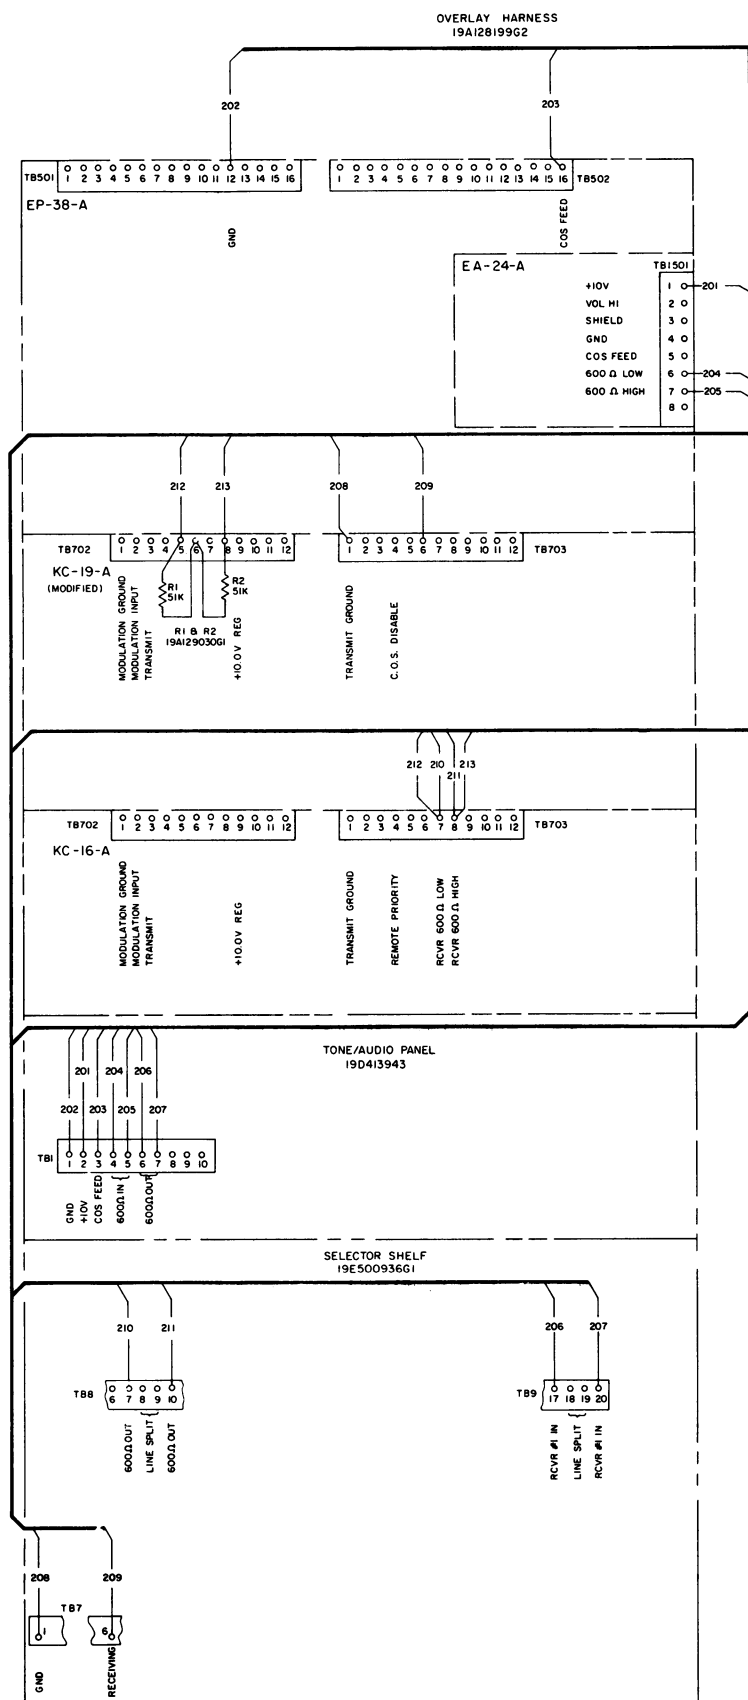 OVERLAY HARNESS
19A128199G2
202
203
TB501
1 2 3 4 5 6 7 8 9 10 11 12 13 14 15 16
1 2 3 4 5 6 7 8 9 10 11 12 13 14 15 16
TB502
EP-38-A
GND
COS FEED
EA-24-A
TB1501
+10V 1 201
VOL HI 2
SHIELD 3
GND 4
COS FEED 5
600 Ω LOW 6 204
600 Ω HIGH 7 205
8
212
213
208
209
TB702
1 2 3 4 5 6 7 8 9 10 11 12
1 2 3 4 5 6 7 8 9 10 11 12
TB703
KC-19-A
(MODIFIED)
R1
51K
R2
51K
R1 & R2
19A129030G1
MODULATION GROUND
MODULATION INPUT
TRANSMIT
+10.0V REG
TRANSMIT GROUND
C.O.S. DISABLE
212
210
211
213
TB702
1 2 3 4 5 6 7 8 9 10 11 12
1 2 3 4 5 6 7 8 9 10 11 12
TB703
KC-16-A
MODULATION GROUND
MODULATION INPUT
TRANSMIT
+10.0V REG
TRANSMIT GROUND
REMOTE PRIORITY
RCVR 600 Ω LOW
RCVR 600 Ω HIGH
TONE/AUDIO PANEL
19D413943
201
204
206
202
203
205
207
TB1
1 2 3 4 5 6 7 8 9 10
GND
+10V
COS FEED
600Ω IN
600Ω OUT
SELECTOR SHELF
19E500936G1
210
211
206
207
TB8
6 7 8 9 10
TB9
17 18 19 20
600Ω OUT
LINE SPLIT
600Ω OUT
RCVR #1 IN
LINE SPLIT
RCVR #1 IN
208
209
TB7
1
6
GND
RECEIVING